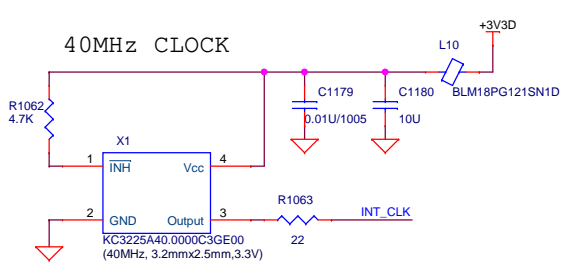 +3V3D
40MHz CLOCK
L10
BLM18PG121SN1D
C1179
0.01U/1005
C1180
10U
R1062
4.7K
X1
1
INH
Vcc
4
2
GND
Output
3
R1063
22
INT_CLK
KC3225A40.0000C3GE00
(40MHz, 3.2mmx2.5mm,3.3V)